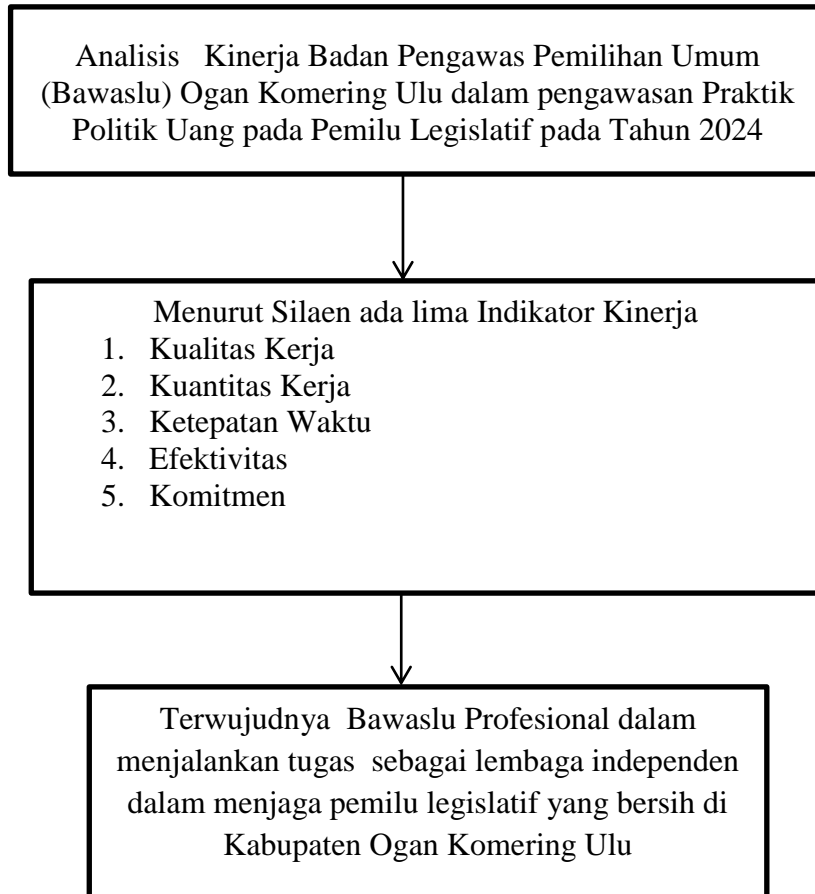 Analisis Kinerja Badan Pengawas Pemilihan Umum
(Bawaslu) Ogan Komering Ulu dalam pengawasan Praktik
Politik Uang pada Pemilu Legislatif pada Tahun 2024
Menurut Silaen ada lima Indikator Kinerja
1. Kualitas Kerja
2. Kuantitas Kerja
3. Ketepatan Waktu
4. Efektivitas
5. Komitmen
Terwujudnya Bawaslu Profesional dalam
menjalankan tugas sebagai lembaga independen
dalam menjaga pemilu legislatif yang bersih di
Kabupaten Ogan Komering Ulu